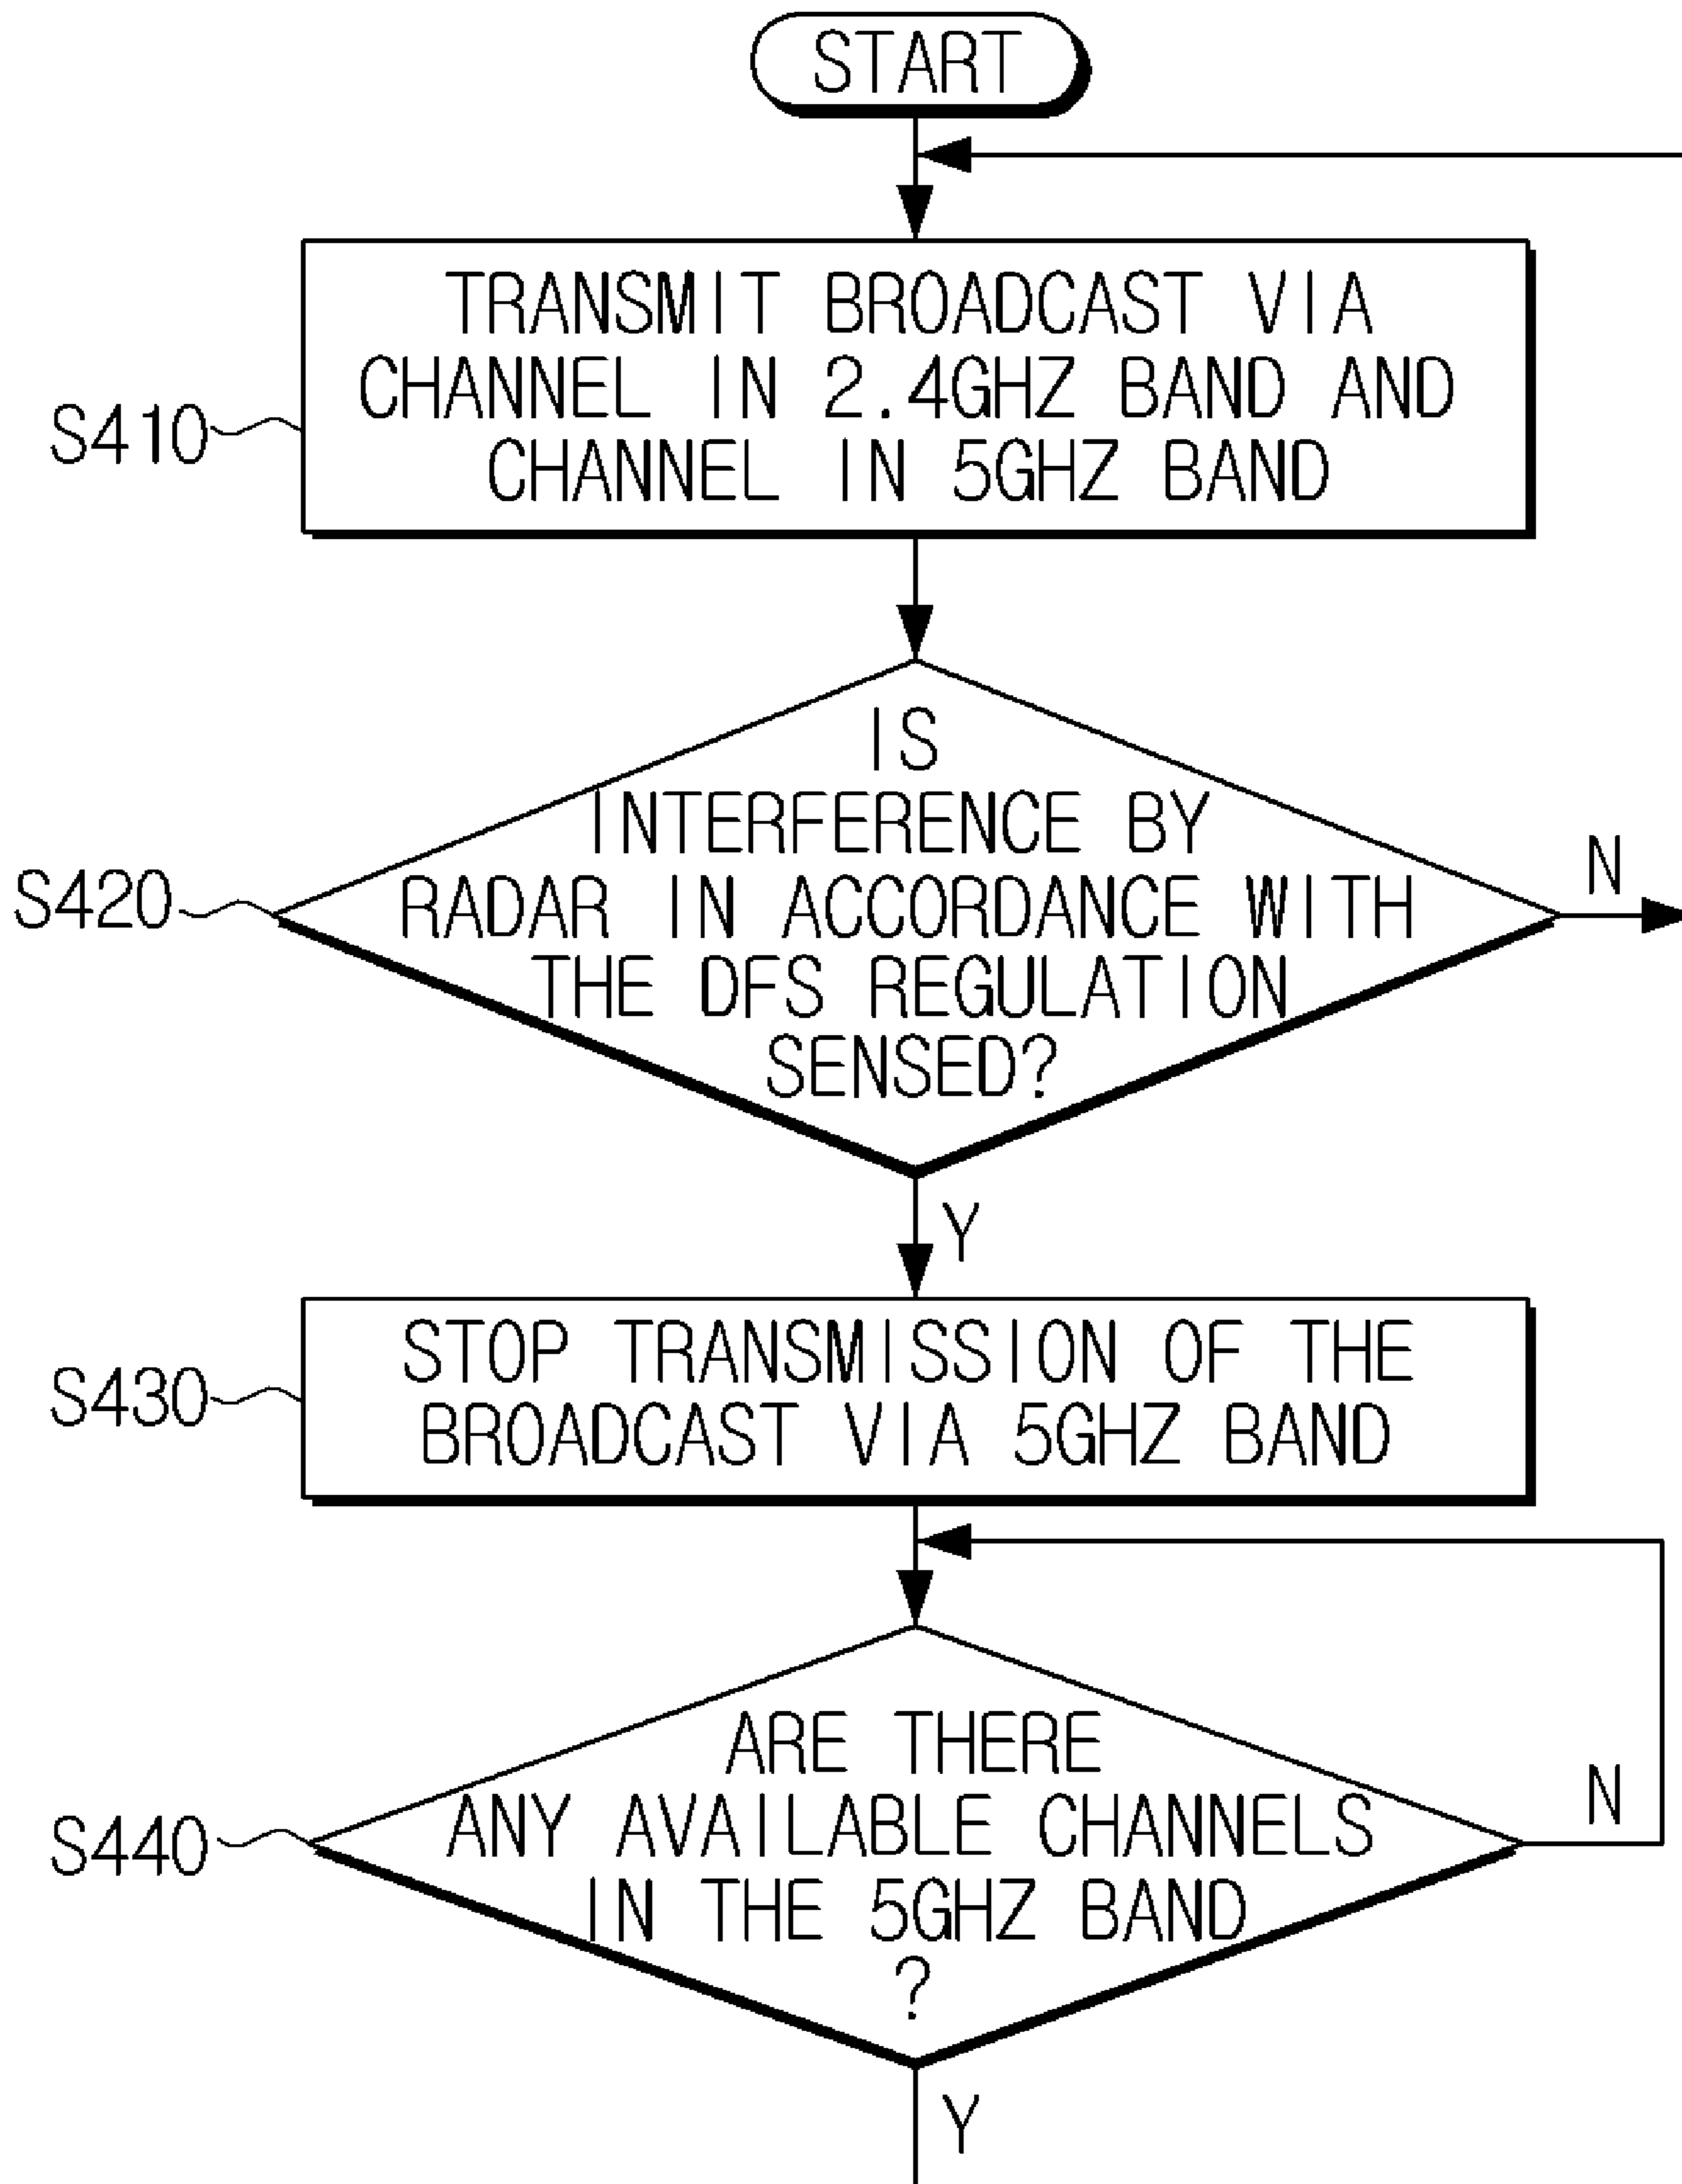 START
TRANSMIT BROADCAST VIA
CHANNEL IN 2.4GHZ BAND AND
CHANNEL IN 5GHZ BAND
S410
IS
INTERFERENCE BY
RADAR IN ACCORDANCE WITH
THE DFS REGULATION
SENSED?
S420
N
Y
STOP TRANSMISSION OF THE
BROADCAST VIA 5GHZ BAND
S430
ARE THERE
ANY AVAILABLE CHANNELS
IN THE 5GHZ BAND
?
S440
N
Y